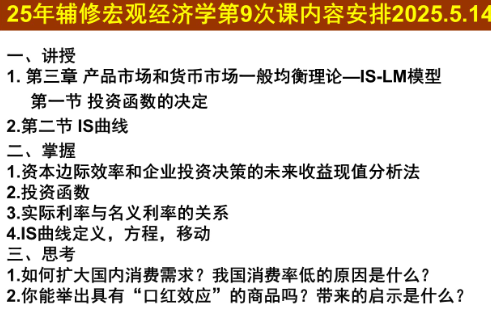 25年辅修宏观经济学第9次课内容安排2025.5.14
一、讲授
1. 第三章 产品市场和货币市场一般均衡理论—IS-LM模型
第一节 投资函数的决定
2.第二节 IS曲线
二、掌握
1.资本边际效率和企业投资决策的未来收益现值分析法
2.投资函数
3.实际利率与名义利率的关系
4.IS曲线定义，方程，移动
三、思考
1.如何扩大国内消费需求？我国消费率低的原因是什么？
2.你能举出具有“口红效应”的商品吗？带来的启示是什么？